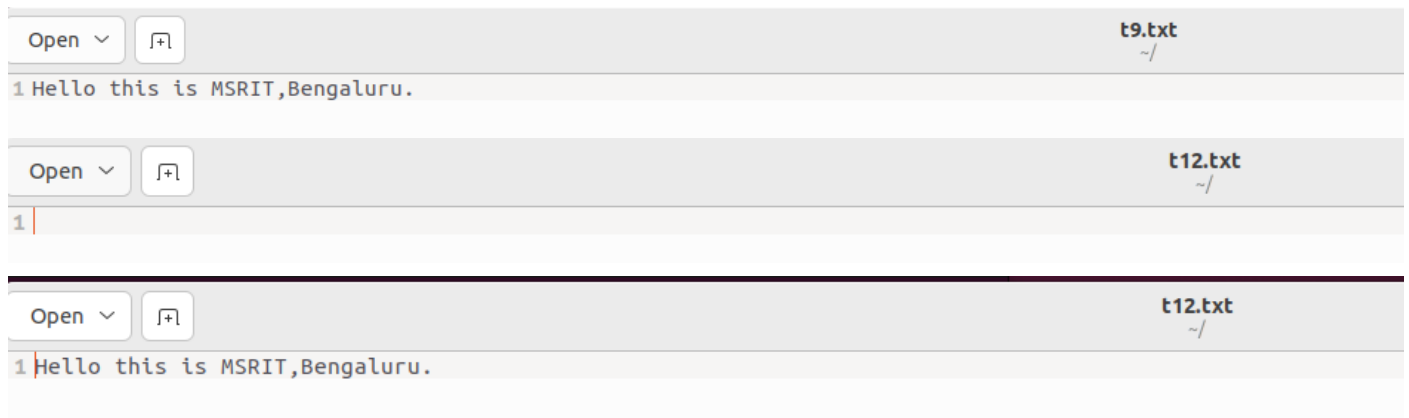 Open
t9.txt
~/
1 Hello this is MSRIT,Bengaluru.
Open
t12.txt
~/
1
Open
t12.txt
~/
1 Hello this is MSRIT,Bengaluru.